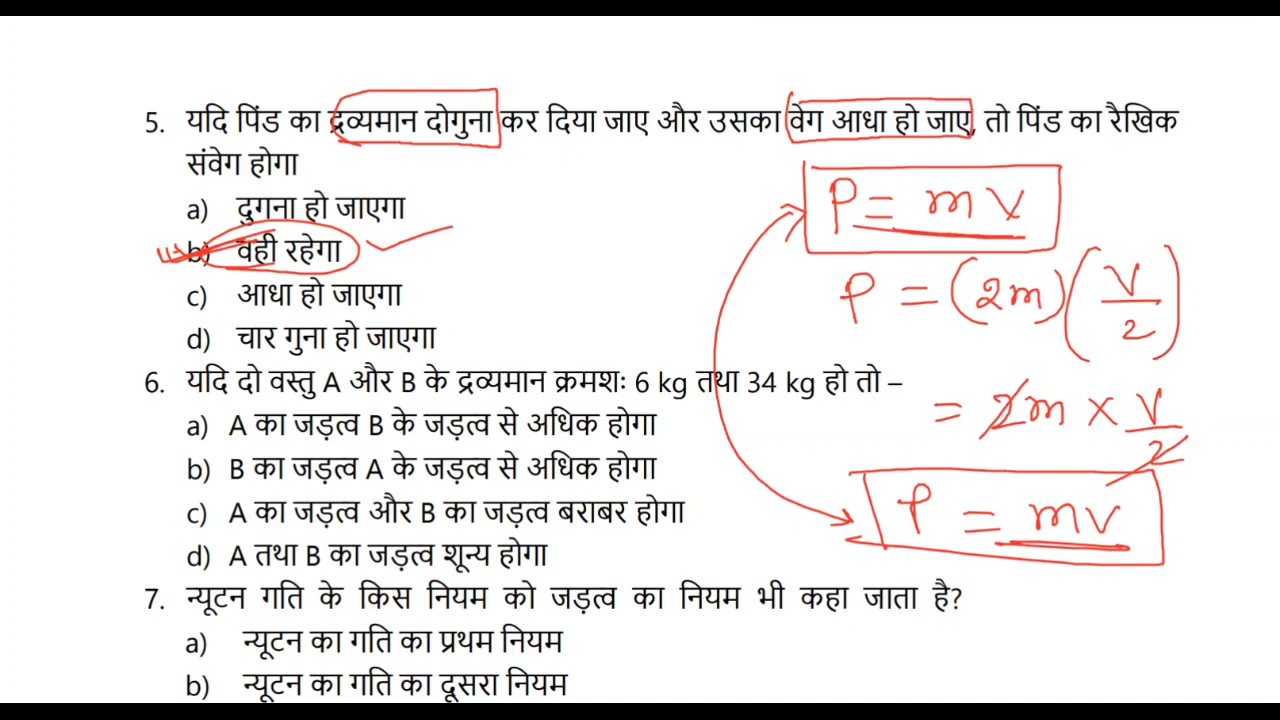 5. यदि पिंड का द्रव्यमान दोगुना कर दिया जाए और उसका वेग आधा हो जाए, तो पिंड का रैखिक
संवेग होगा
a) दुगना हो जाएगा
b) वही रहेगा
c) आधा हो जाएगा
d) चार गुना हो जाएगा
P = m v
P = (2m) (v/2)
= 2m × v/2
P = mv
6. यदि दो वस्तु A और B के द्रव्यमान क्रमशः 6 kg तथा 34 kg हो तो –
a) A का जड़त्व B के जड़त्व से अधिक होगा
b) B का जड़त्व A के जड़त्व से अधिक होगा
c) A का जड़त्व और B का जड़त्व बराबर होगा
d) A तथा B का जड़त्व शून्य होगा
7. न्यूटन गति के किस नियम को जड़त्व का नियम भी कहा जाता है?
a) न्यूटन का गति का प्रथम नियम
b) न्यूटन का गति का दूसरा नियम